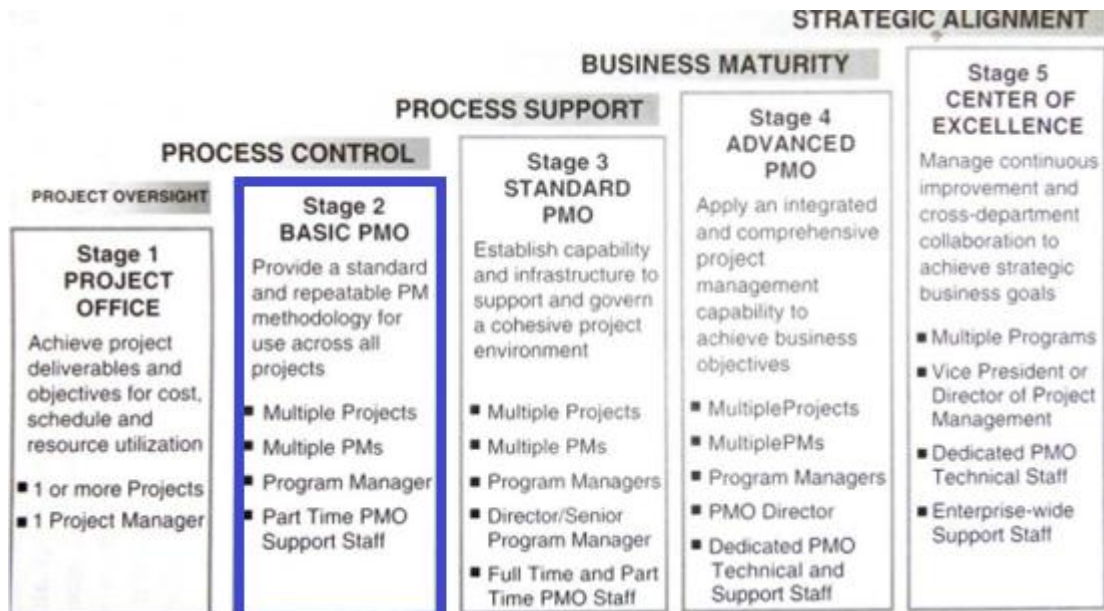 STRATEGIC ALIGNMENT
BUSINESS MATURITY
PROCESS SUPPORT
PROCESS CONTROL
PROJECT OVERSIGHT
Stage 1
PROJECT
OFFICE
Achieve project
deliverables and
objectives for cost,
schedule and
resource utilization
■ 1 or more Projects
■ 1 Project Manager
Stage 2
BASIC PMO
Provide a standard
and repeatable PM
methodology for
use across all
projects
■ Multiple Projects
■ Multiple PMs
■ Program Manager
■ Part Time PMO
Support Staff
Stage 3
STANDARD
PMO
Establish capability
and infrastructure to
support and govern
a cohesive project
environment
■ Multiple Projects
■ Multiple PMs
■ Program Managers
■ Director/Senior
Program Manager
■ Full Time and Part
Time PMO Staff
Stage 4
ADVANCED
PMO
Apply an integrated
and comprehensive
project
management
capability to
achieve business
objectives
■ MultipleProjects
■ MultiplePMs
■ Program Managers
■ PMO Director
■ Dedicated PMO
Technical and
Support Staff
Stage 5
CENTER OF
EXCELLENCE
Manage continuous
improvement and
cross-department
collaboration to
achieve strategic
business goals
■ Multiple Programs
■ Vice President or
Director of Project
Management
■ Dedicated PMO
Technical Staff
■ Enterprise-wide
Support Staff